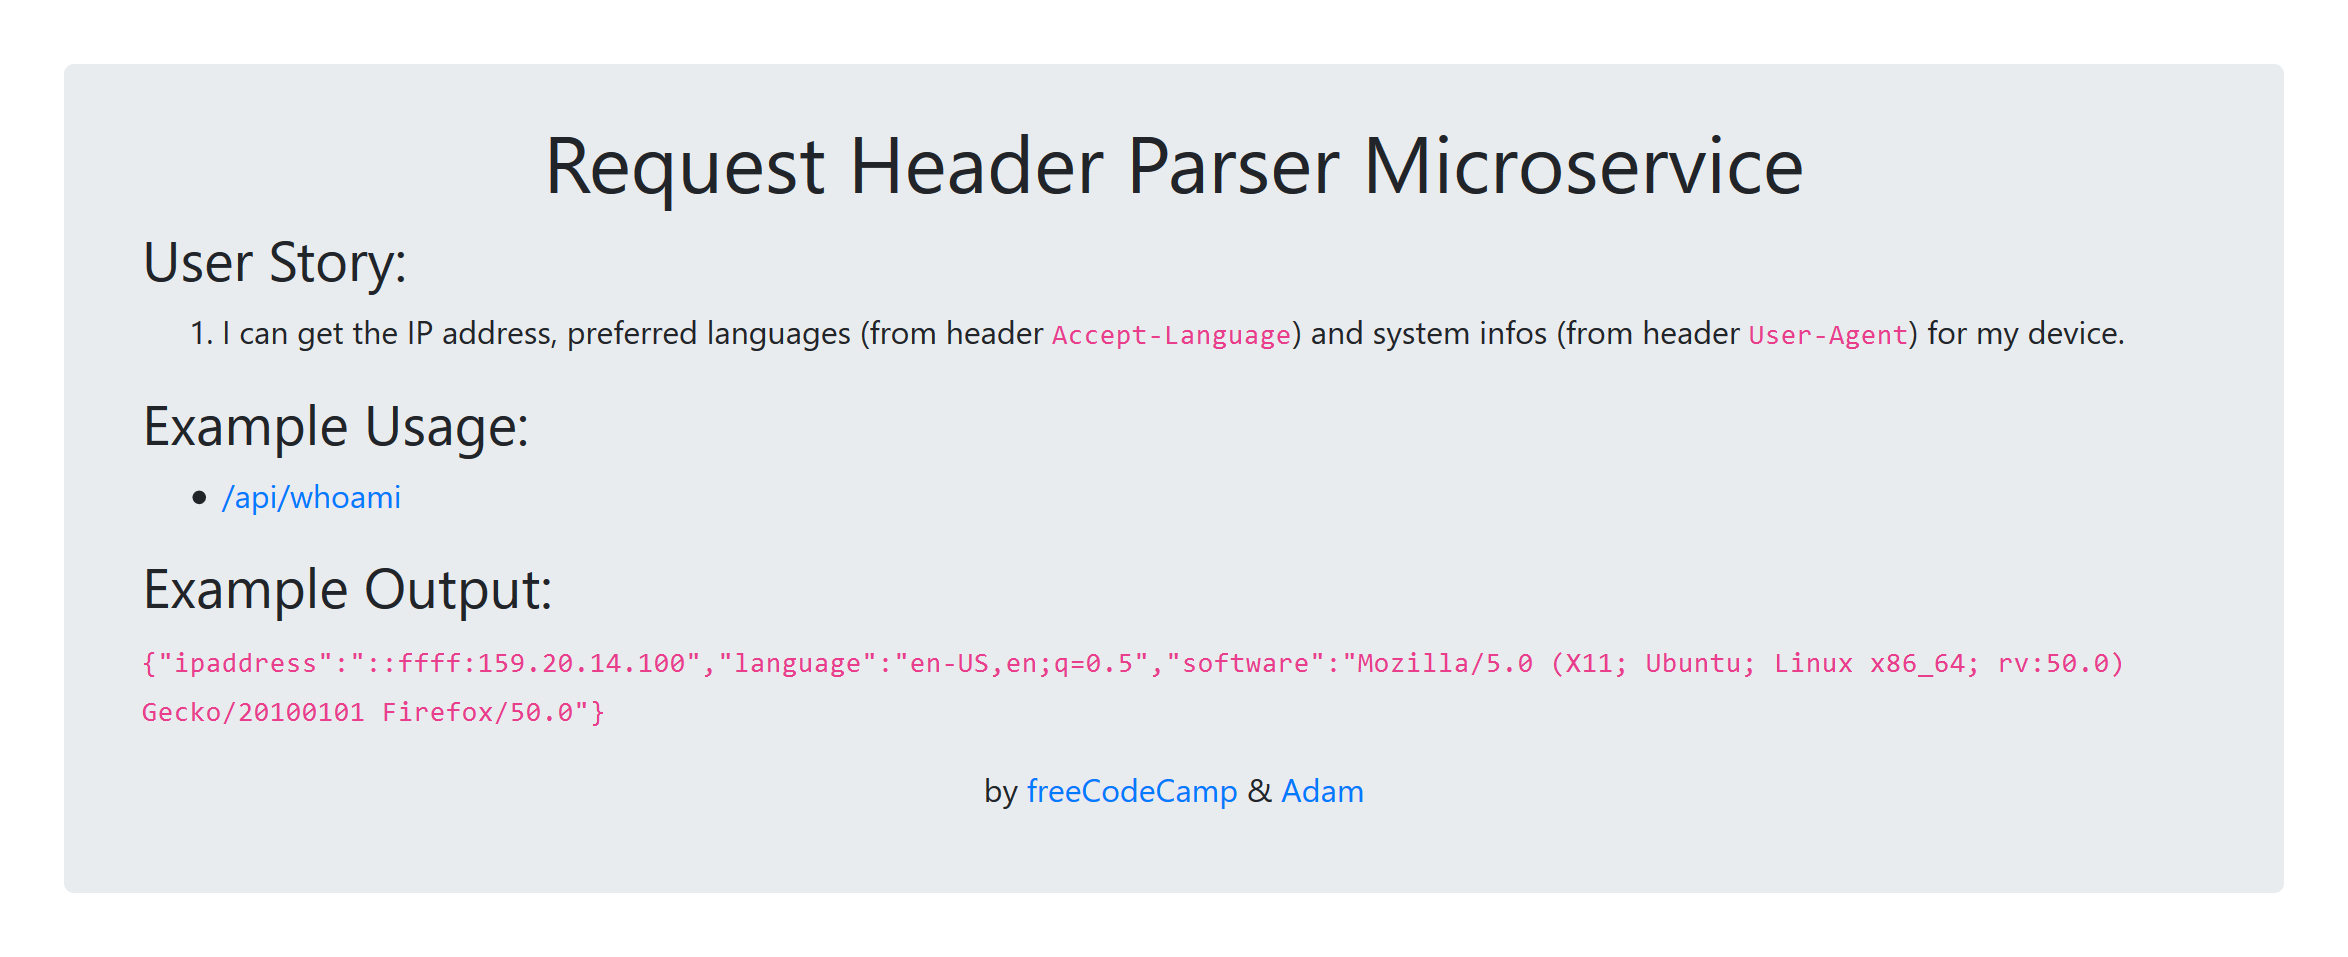 Request Header Parser Microservice
User Story:
1. I can get the IP address, preferred languages (from header Accept-Language) and system infos (from header User-Agent) for my device.
Example Usage:
• /api/whoami
Example Output:
{"ipaddress":"::ffff:159.20.14.100","language":"en-US,en;q=0.5","software":"Mozilla/5.0 (X11; Ubuntu; Linux x86_64; rv:50.0)
Gecko/20100101 Firefox/50.0"}
by freeCodeCamp & Adam